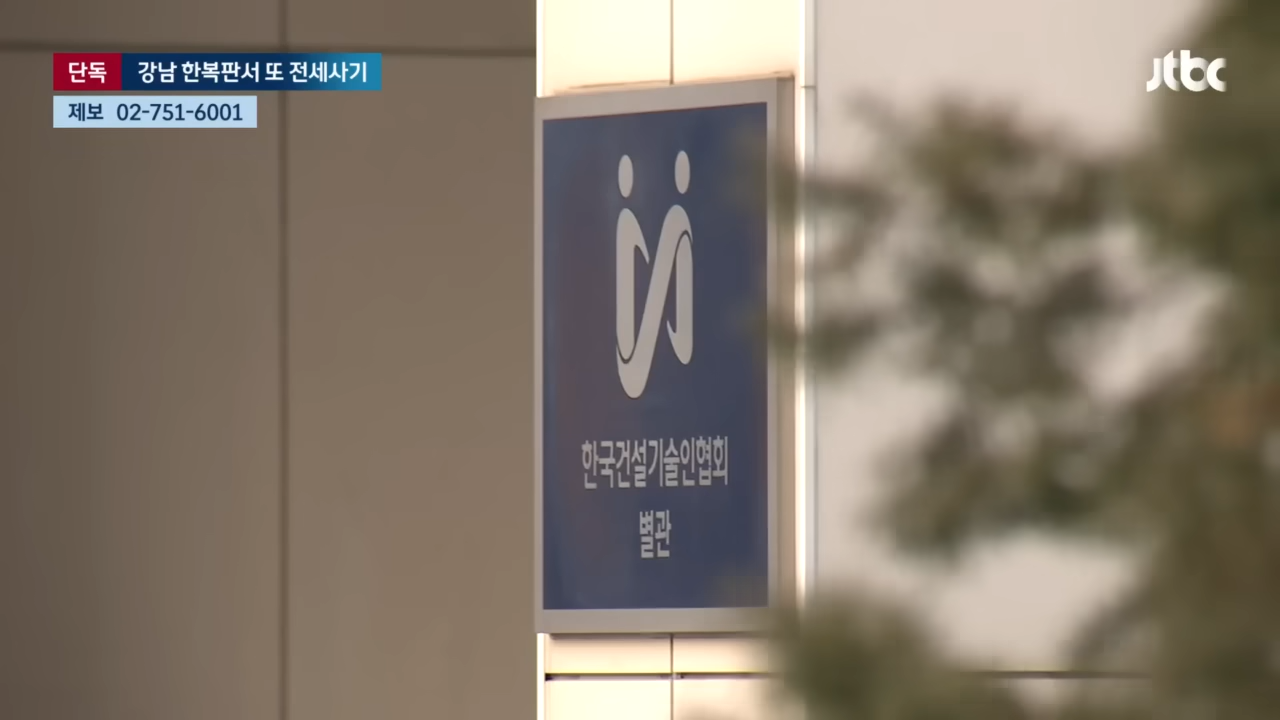 단독 강남 한복판서 또 전세사기
제보 02-751-6001
jtbc
한국건설기술인협회
별관